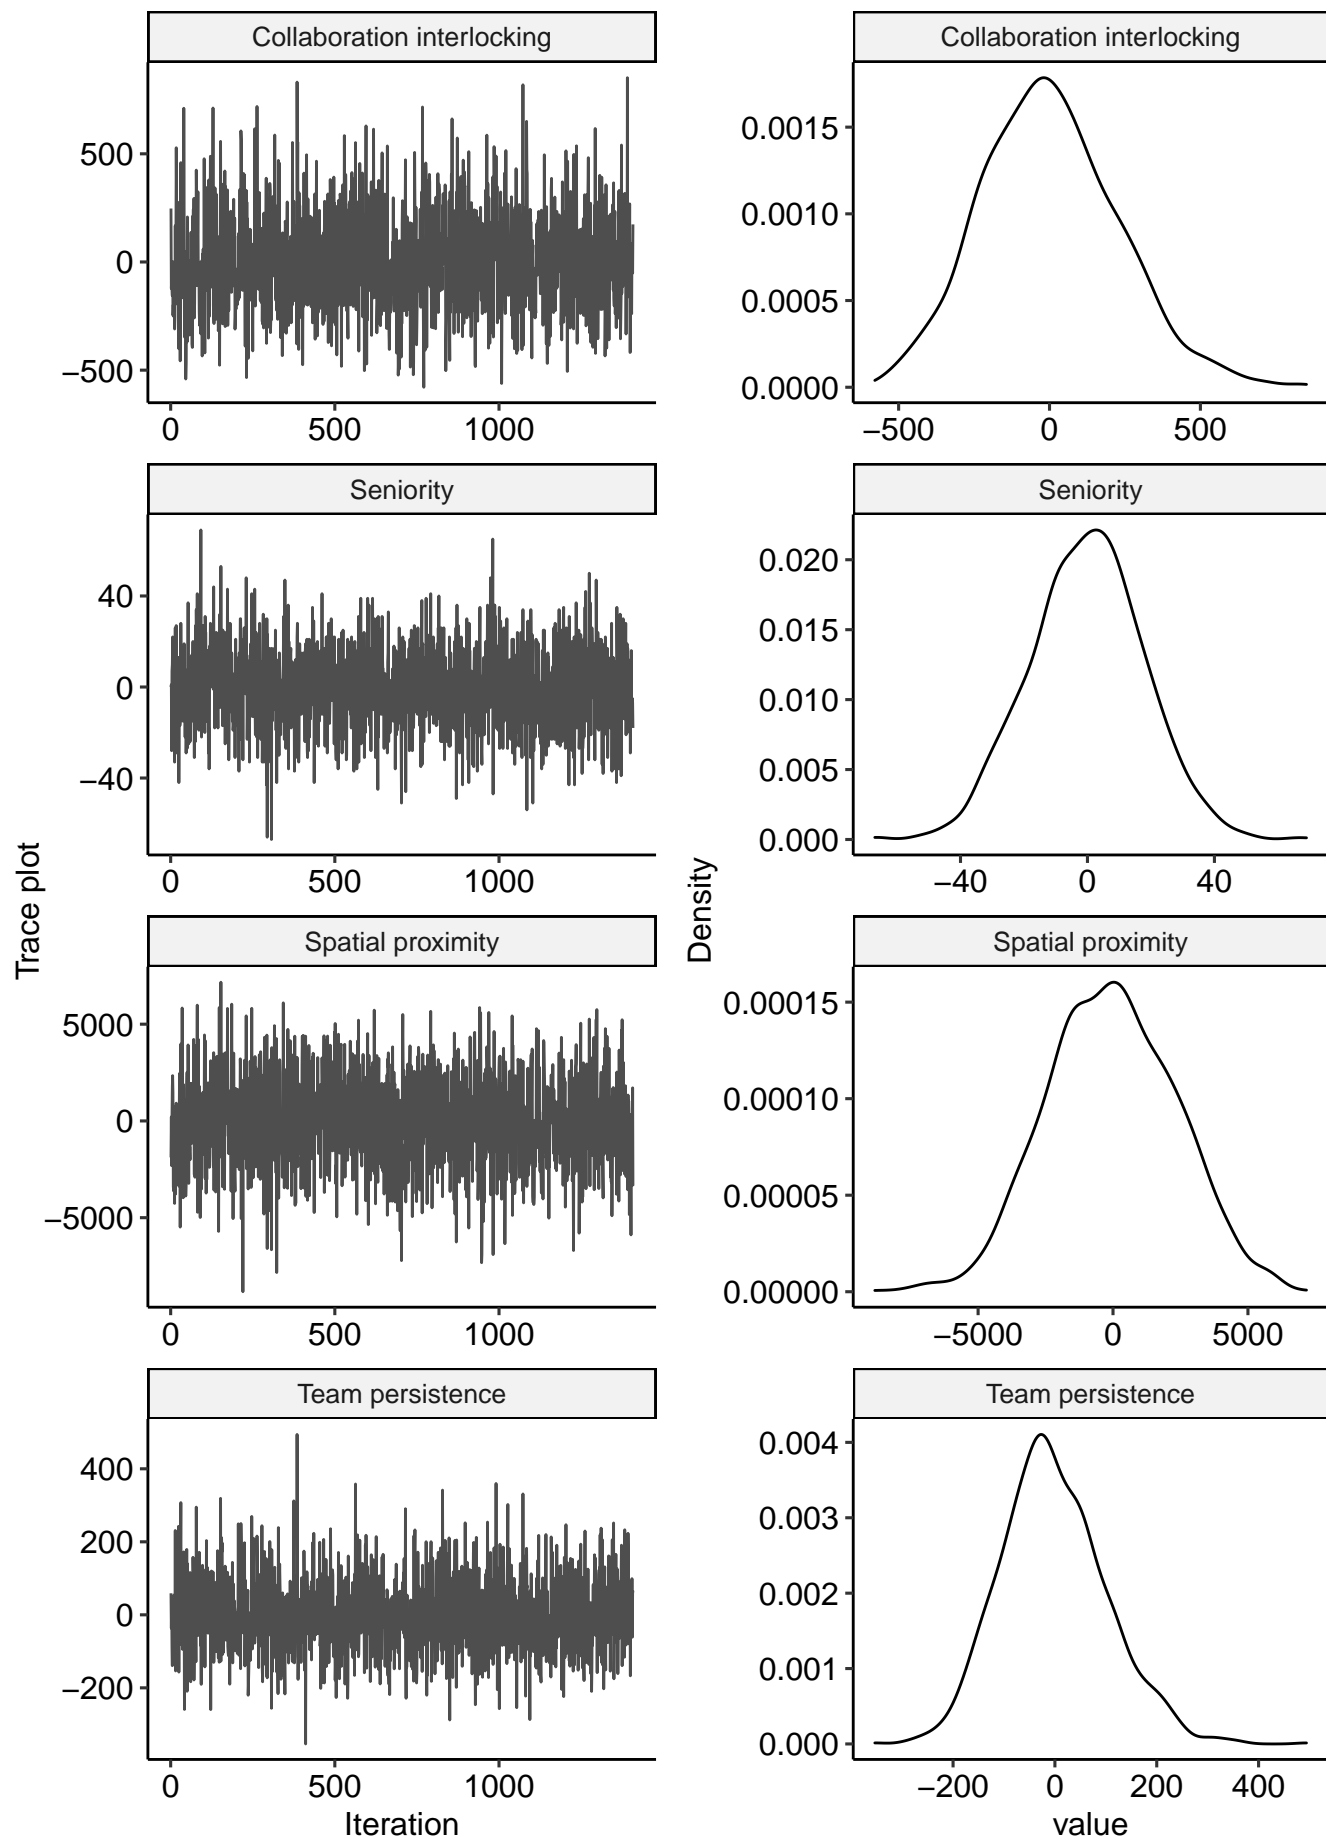 Collaboration interlocking
500
0
−500
0 500 1000
Collaboration interlocking
0.0015
0.0010
0.0005
0.0000
−500 0 500
Seniority
40
0
−40
0 500 1000
Seniority
0.020
0.015
0.010
0.005
0.000
−40 0 40
Trace plot
Density
Spatial proximity
5000
0
−5000
0 500 1000
Spatial proximity
0.00015
0.00010
0.00005
0.00000
−5000 0 5000
Team persistence
400
200
0
−200
0 500 1000
Iteration
Team persistence
0.004
0.003
0.002
0.001
0.000
−200 0 200 400
value